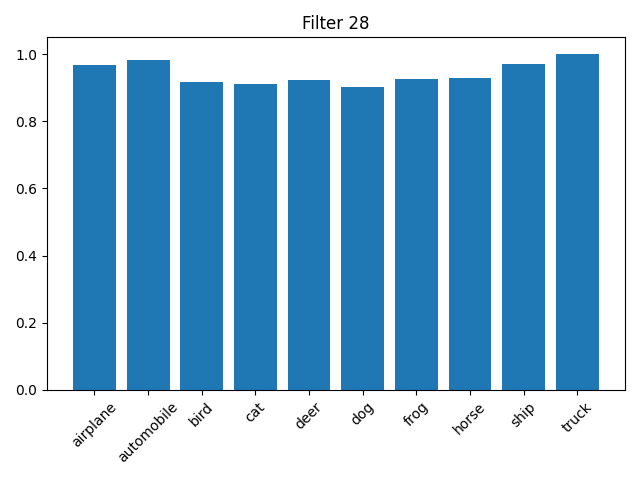 Filter 28
1.0
0.8
0.6
0.4
0.2
0.0
airplane
automobile
bird
cat
deer
dog
frog
horse
ship
truck